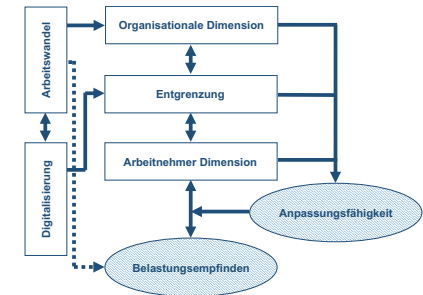 Arbeitswandel
Organisationale Dimension
Entgrenzung
Digitalisierung
Arbeitnehmer Dimension
Anpassungsfähigkeit
Belastungsempfinden